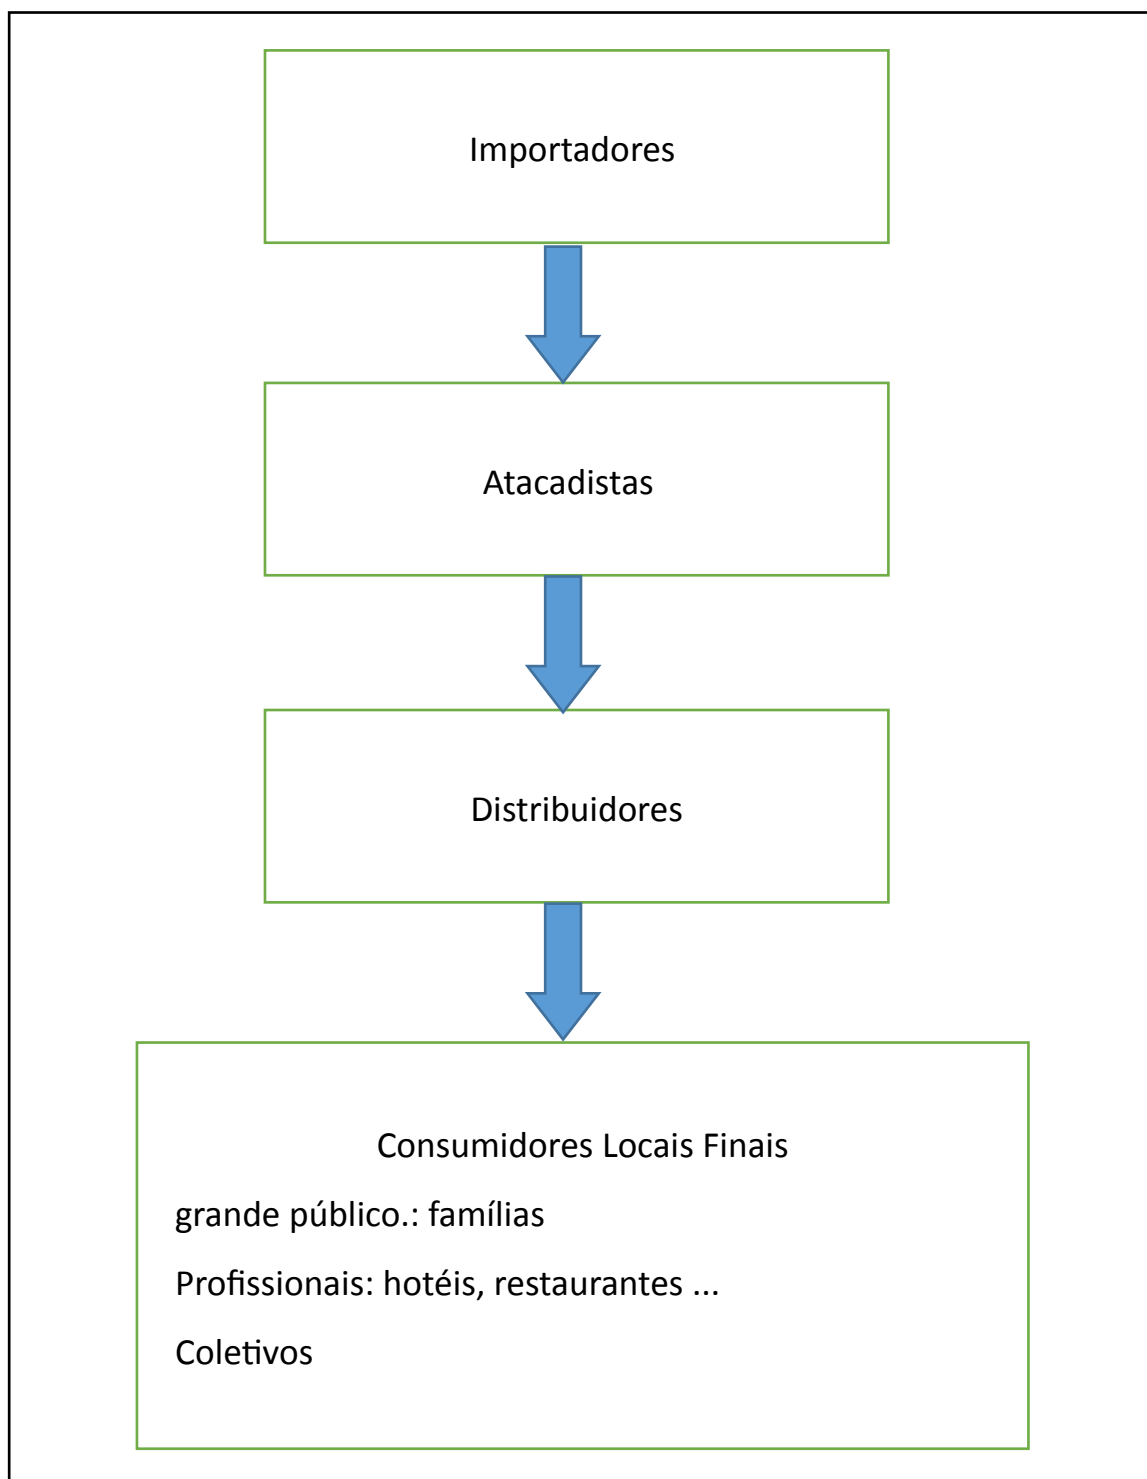 Importadores
Atacadistas
Distribuidores
Consumidores Locais Finais
grande público.: famílias
Profissionais: hotéis, restaurantes ...
Coletivos